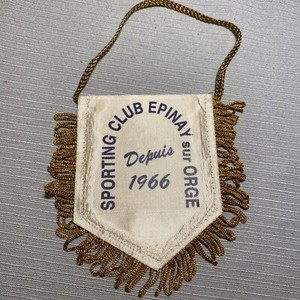 SPORTING CLUB EPINAY sur ORGE
Depuis
1966